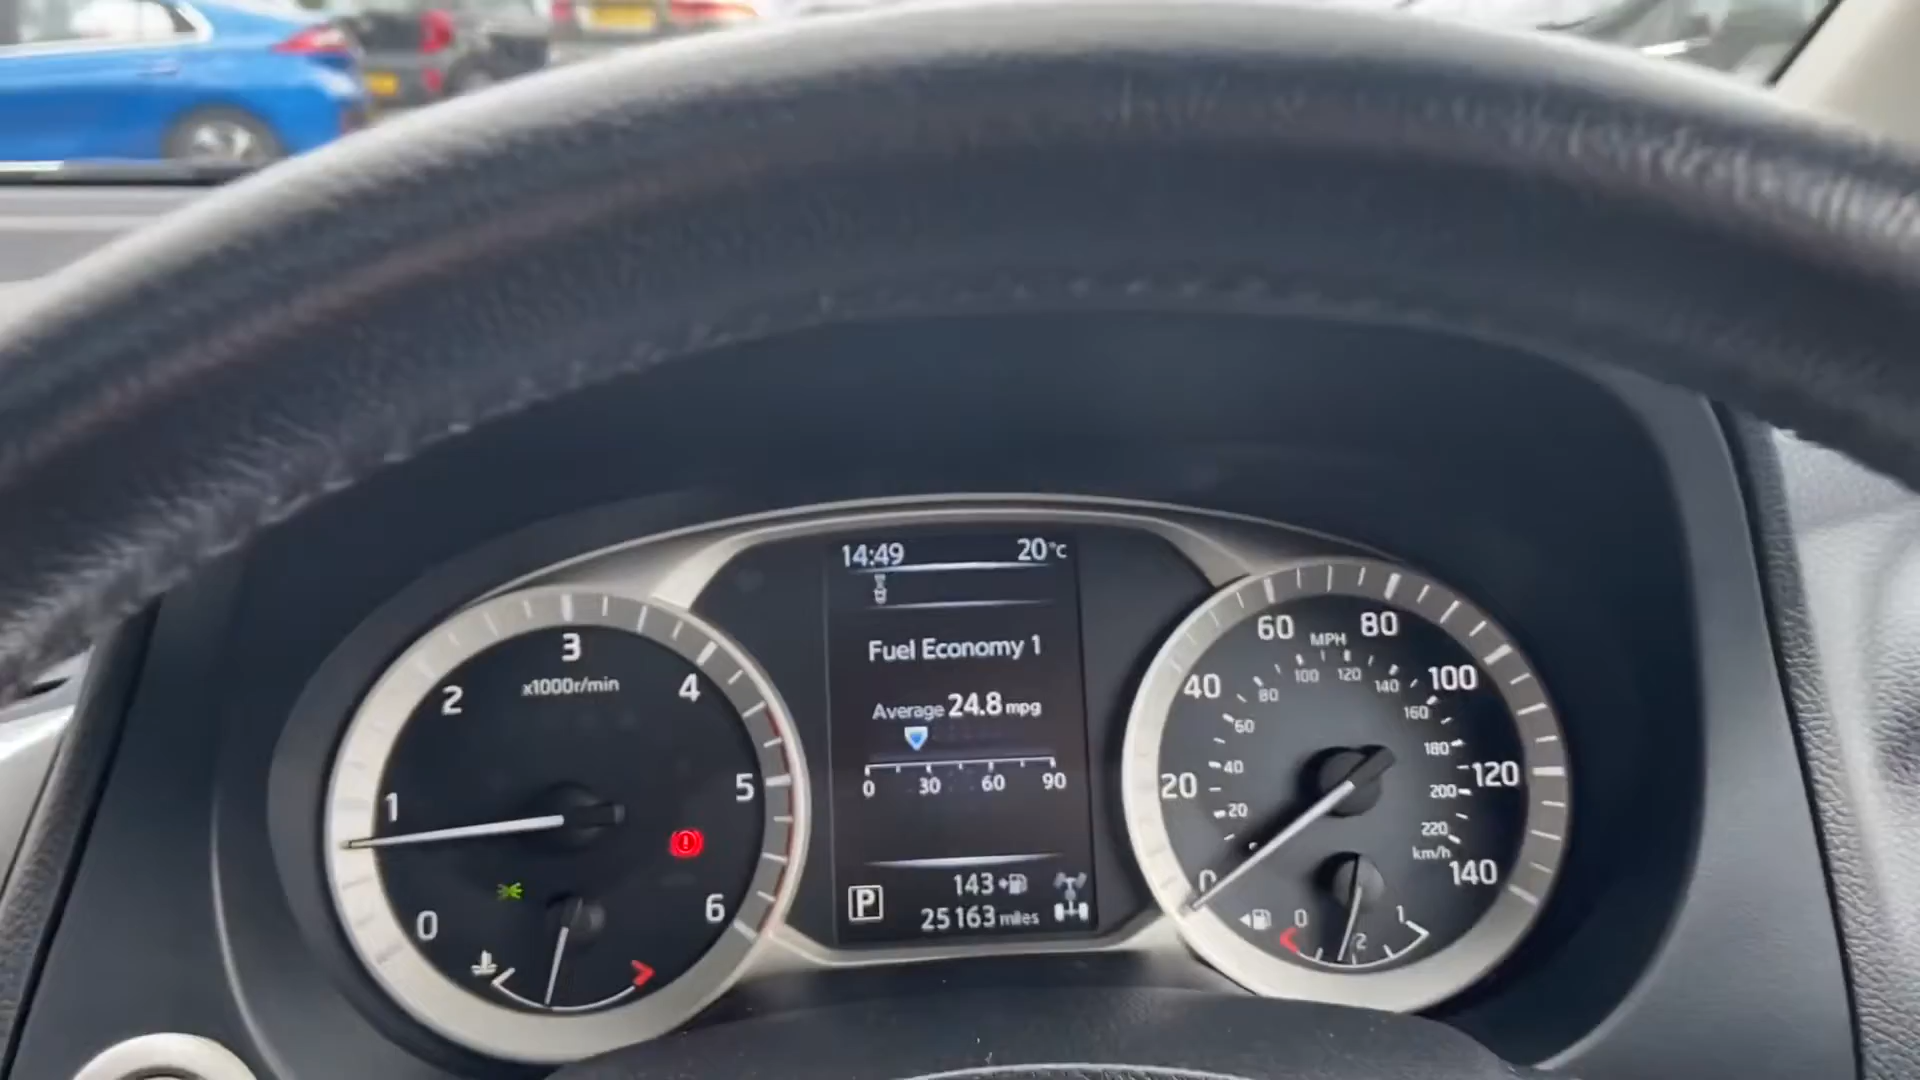 14:49 20°C
Fuel Economy 1
Average 24.8 mpg
0 30 60 90
143
P
25163 miles
0 1 2 3 4 5 6
x1000r/min
0 20 40 60 80 100 120 140
MPH
20 40 60 80 100 120 140 160 180 200 220
km/h
0 1/2 1